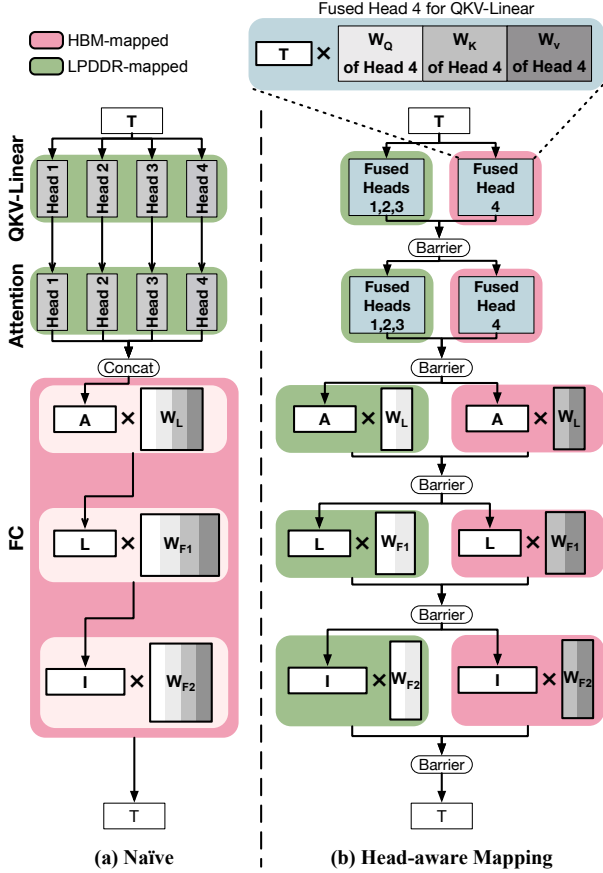 Fused Head 4 for QKV-Linear
HBM-mapped
LPDDR-mapped
T × W_Q of Head 4 W_K of Head 4 W_v of Head 4
T
QKV-Linear
Head 1 Head 2 Head 3 Head 4
Attention
Head 1 Head 2 Head 3 Head 4
Concat
FC
A × W_L
L × W_F1
I × W_F2
T
(a) Naïve
T
Fused Heads 1,2,3
Fused Head 4
Barrier
Fused Heads 1,2,3
Fused Head 4
Barrier
A × W_L A × W_L
Barrier
L × W_F1 L × W_F1
Barrier
I × W_F2 I × W_F2
Barrier
T
(b) Head-aware Mapping